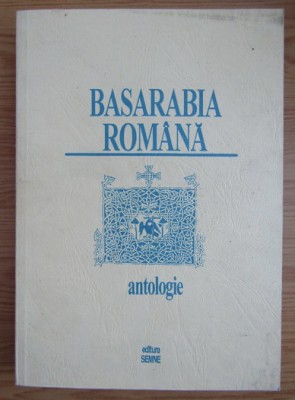 BASARABIA
ROMÂNĂ
antologie
editura
SEMNE